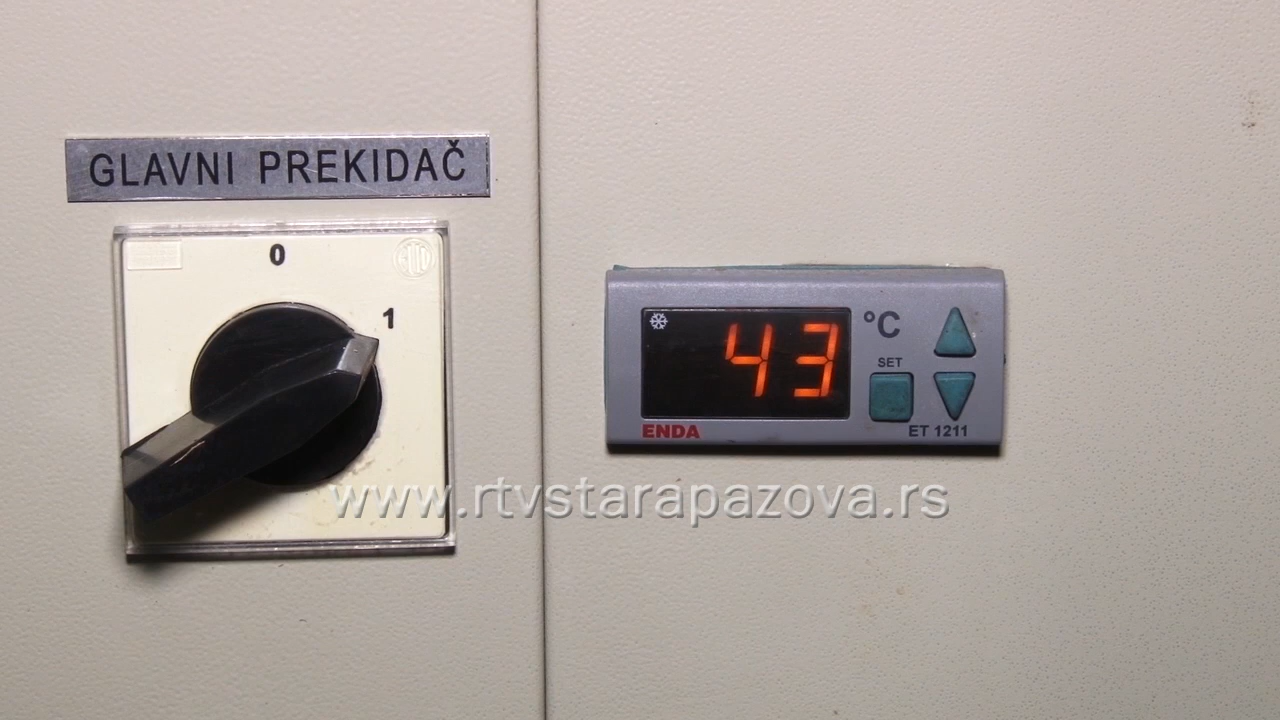 GLAVNI PREKIDAČ
0
1
43
°C
SET
ENDA
ET 1211
www.rtvstarapazova.rs